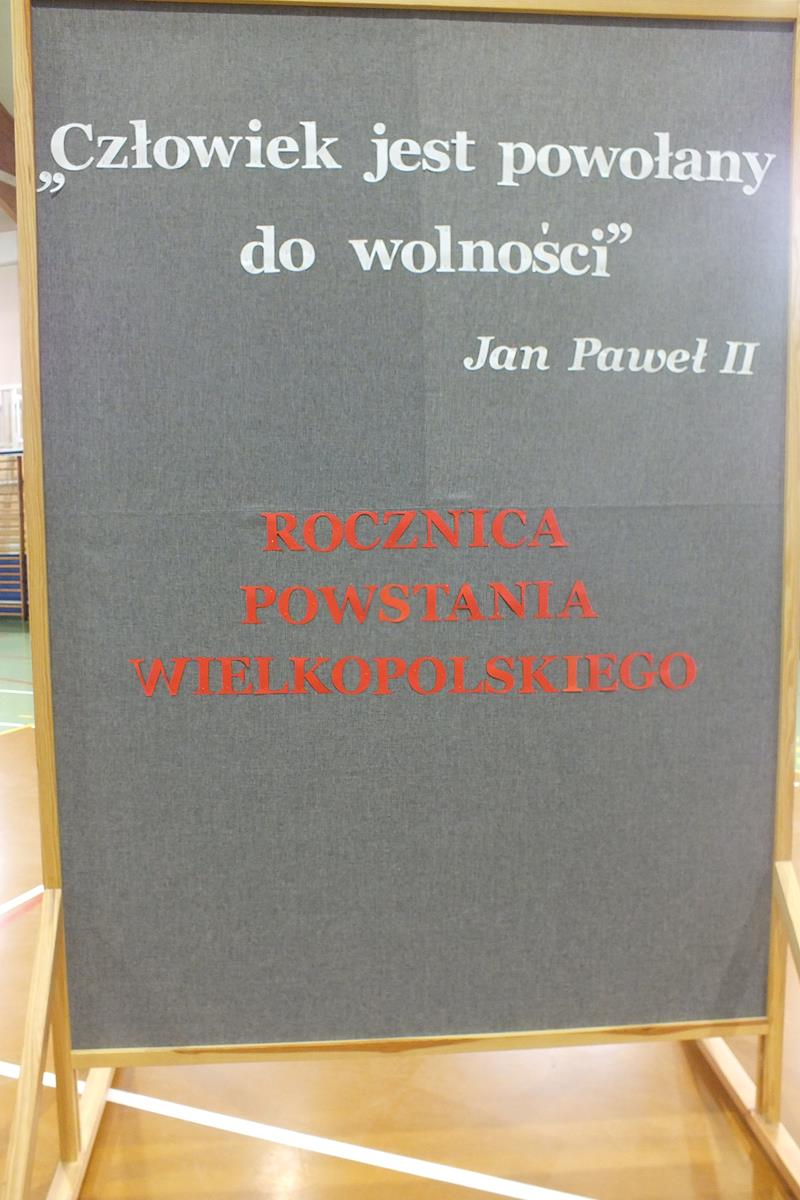 „Człowiek jest powołany
do wolności”
Jan Paweł II
ROCZNICA
POWSTANIA
WIELKOPOLSKIEGO